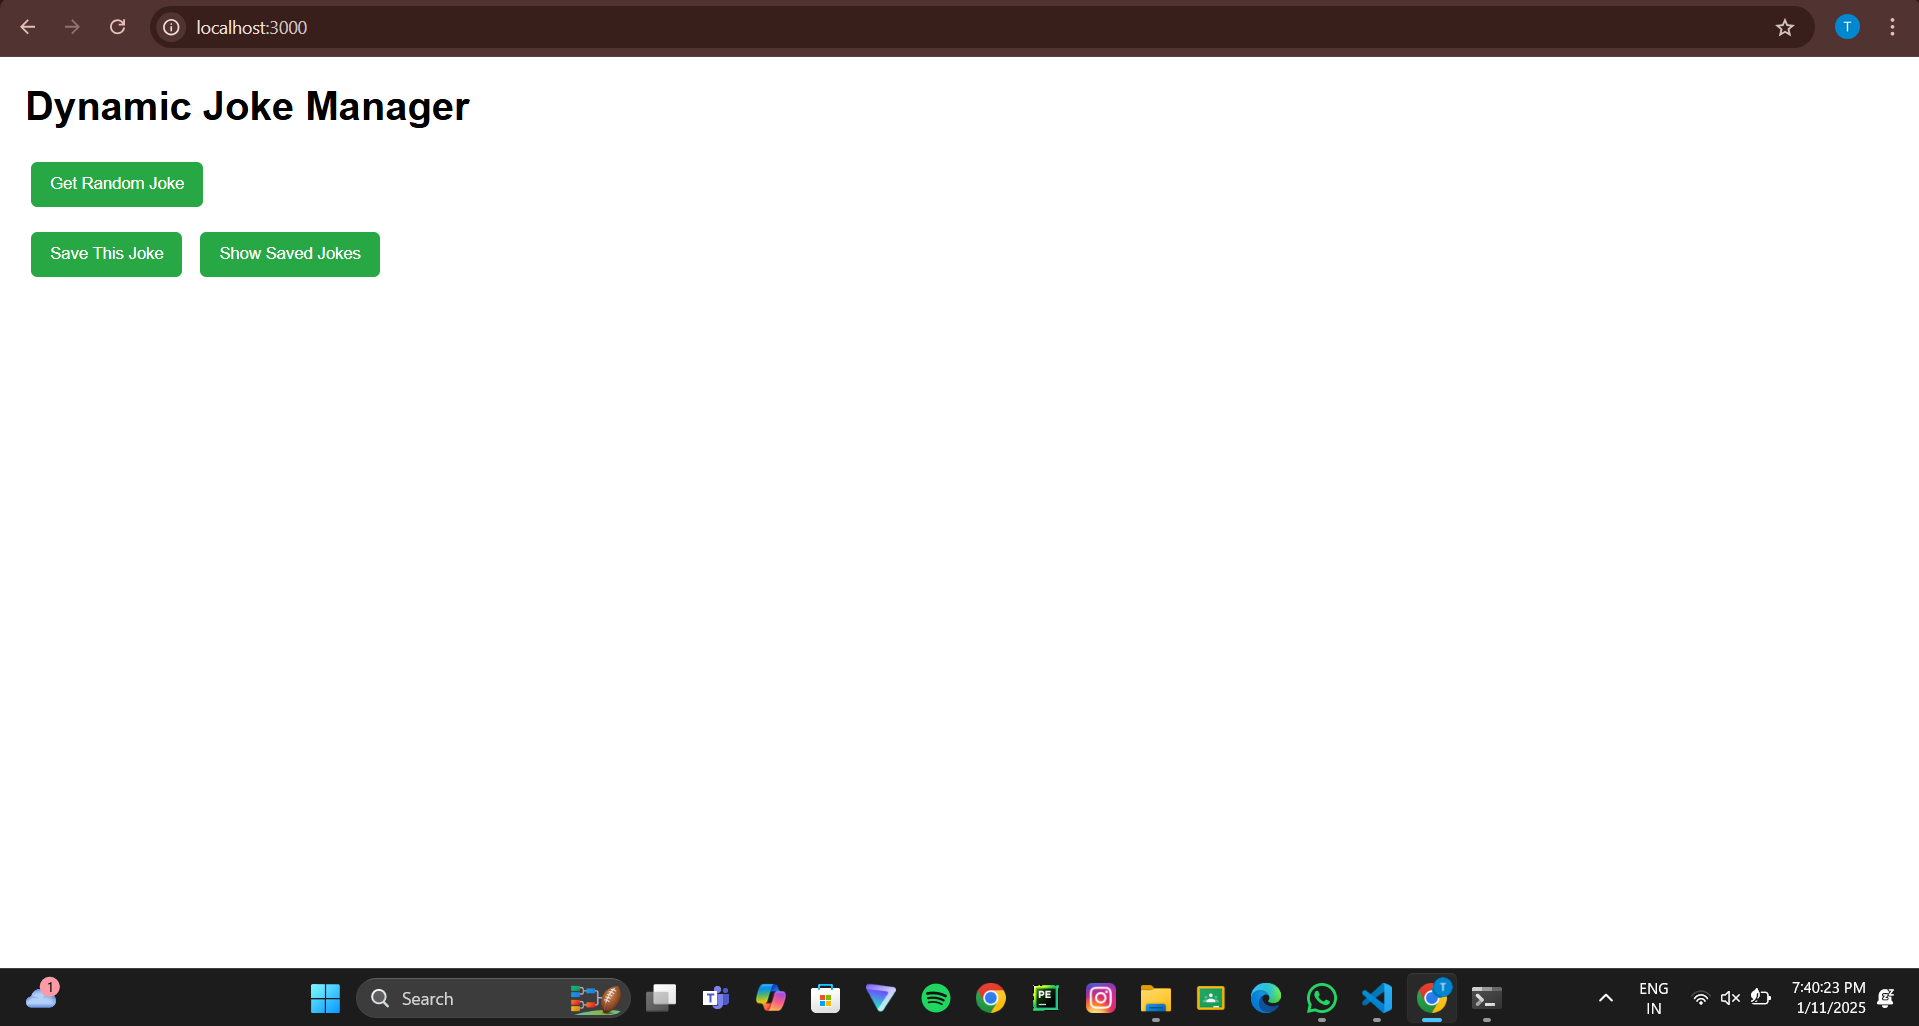 localhost:3000
T
Dynamic Joke Manager
Get Random Joke
Save This Joke
Show Saved Jokes
1
Search
T
PE
T
ENG
IN
7:40:23 PM
1/11/2025